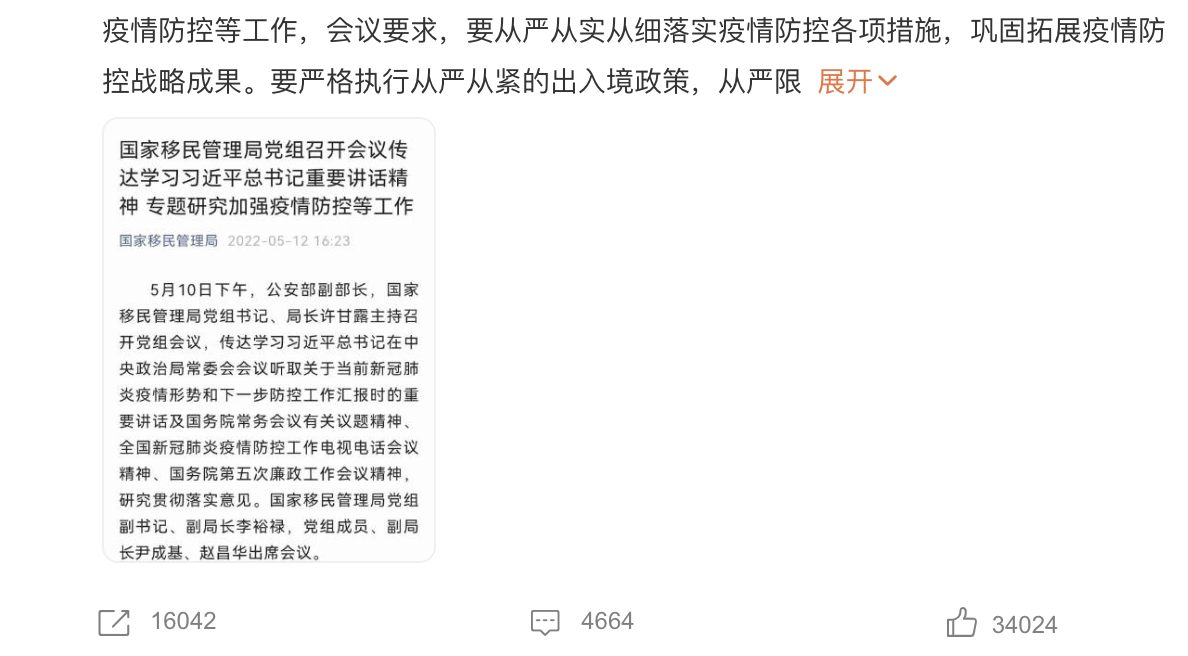 疫情防控等工作，会议要求，要从严从实从细落实疫情防控各项措施，巩固拓展疫情防
控战略成果。要严格执行从严从紧的出入境政策，从严限 展开
国家移民管理局党组召开会议传
达学习习近平总书记重要讲话精
神 专题研究加强疫情防控等工作
国家移民管理局 2022-05-12 16:23
5月10日下午，公安部副部长，国家
移民管理局党组书记、局长许甘露主持召
开党组会议，传达学习习近平总书记在中
央政治局常委会会议听取关于当前新冠肺
炎疫情形势和下一步防控工作汇报时的重
要讲话及国务院常务会议有关议题精神、
全国新冠肺炎疫情防控工作电视电话会议
精神、国务院第五次廉政工作会议精神，
研究贯彻落实意见。国家移民管理局党组
副书记、副局长李裕禄，党组成员、副局
长尹成基、赵昌华出席会议。
16042
4664
34024